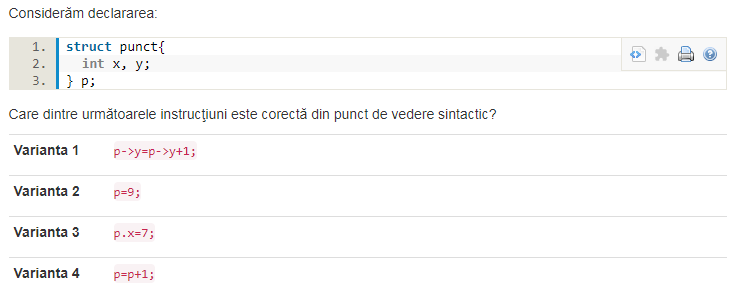 Considerăm declararea:
1. struct punct{
2. int x, y;
3. } p;
Care dintre următoarele instrucţiuni este corectă din punct de vedere sintactic?
Varianta 1 p->y=p->y+1;
Varianta 2 p=9;
Varianta 3 p.x=7;
Varianta 4 p=p+1;